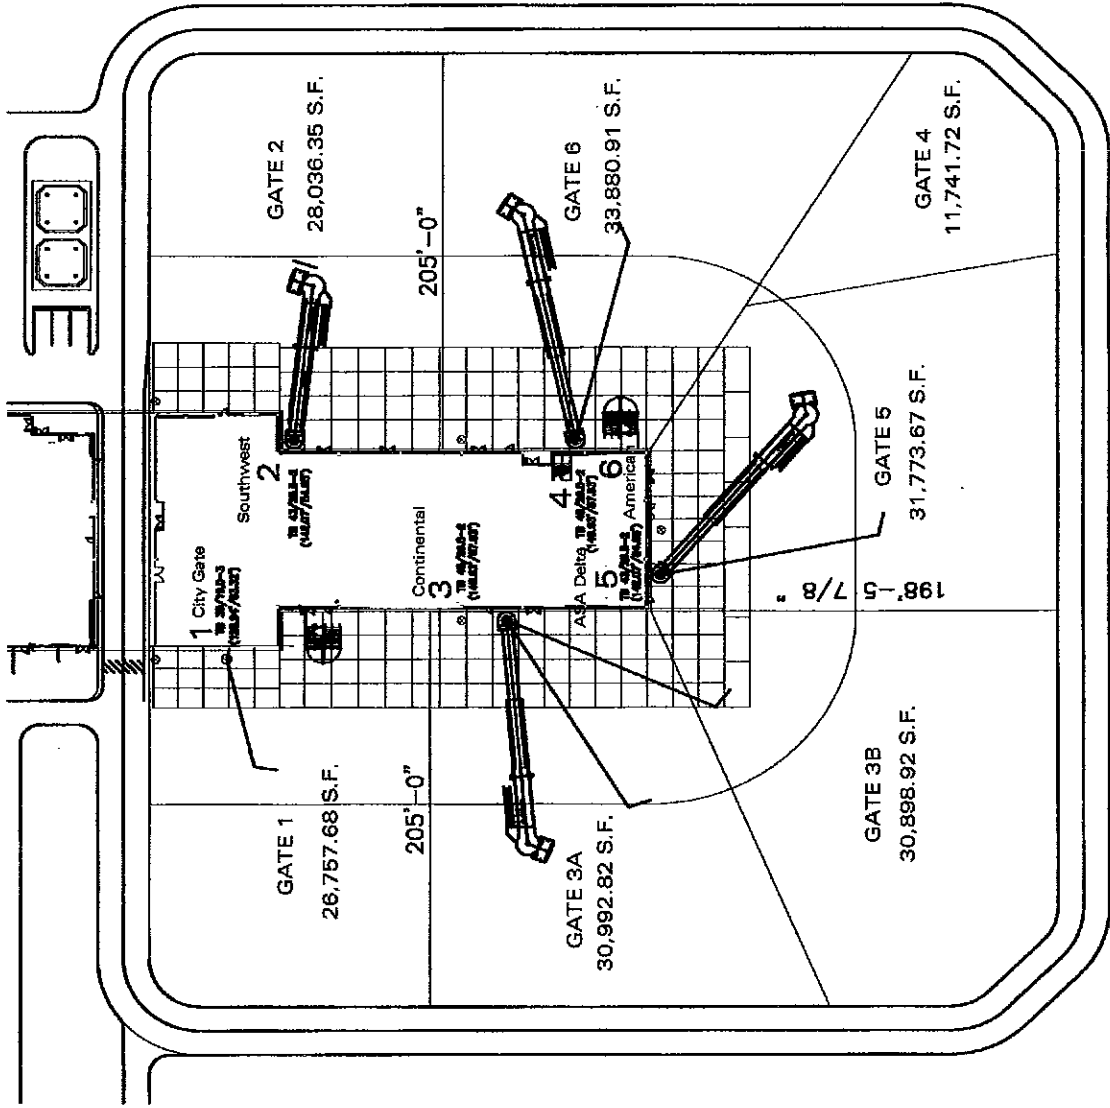 GATE 2
28,036.35 S.F.
GATE 6
33,880.91 S.F.
GATE 4
11,741.72 S.F.
205'-0"
GATE 5
31,773.67 S.F.
198'-5 7/8 "
Southwest
2
4
6
America
Continental
3
ASA Delta
5
City Gate
1
GATE 1
26,757.68 S.F.
205'-0"
GATE 3A
30,992.82 S.F.
GATE 3B
30,898.92 S.F.